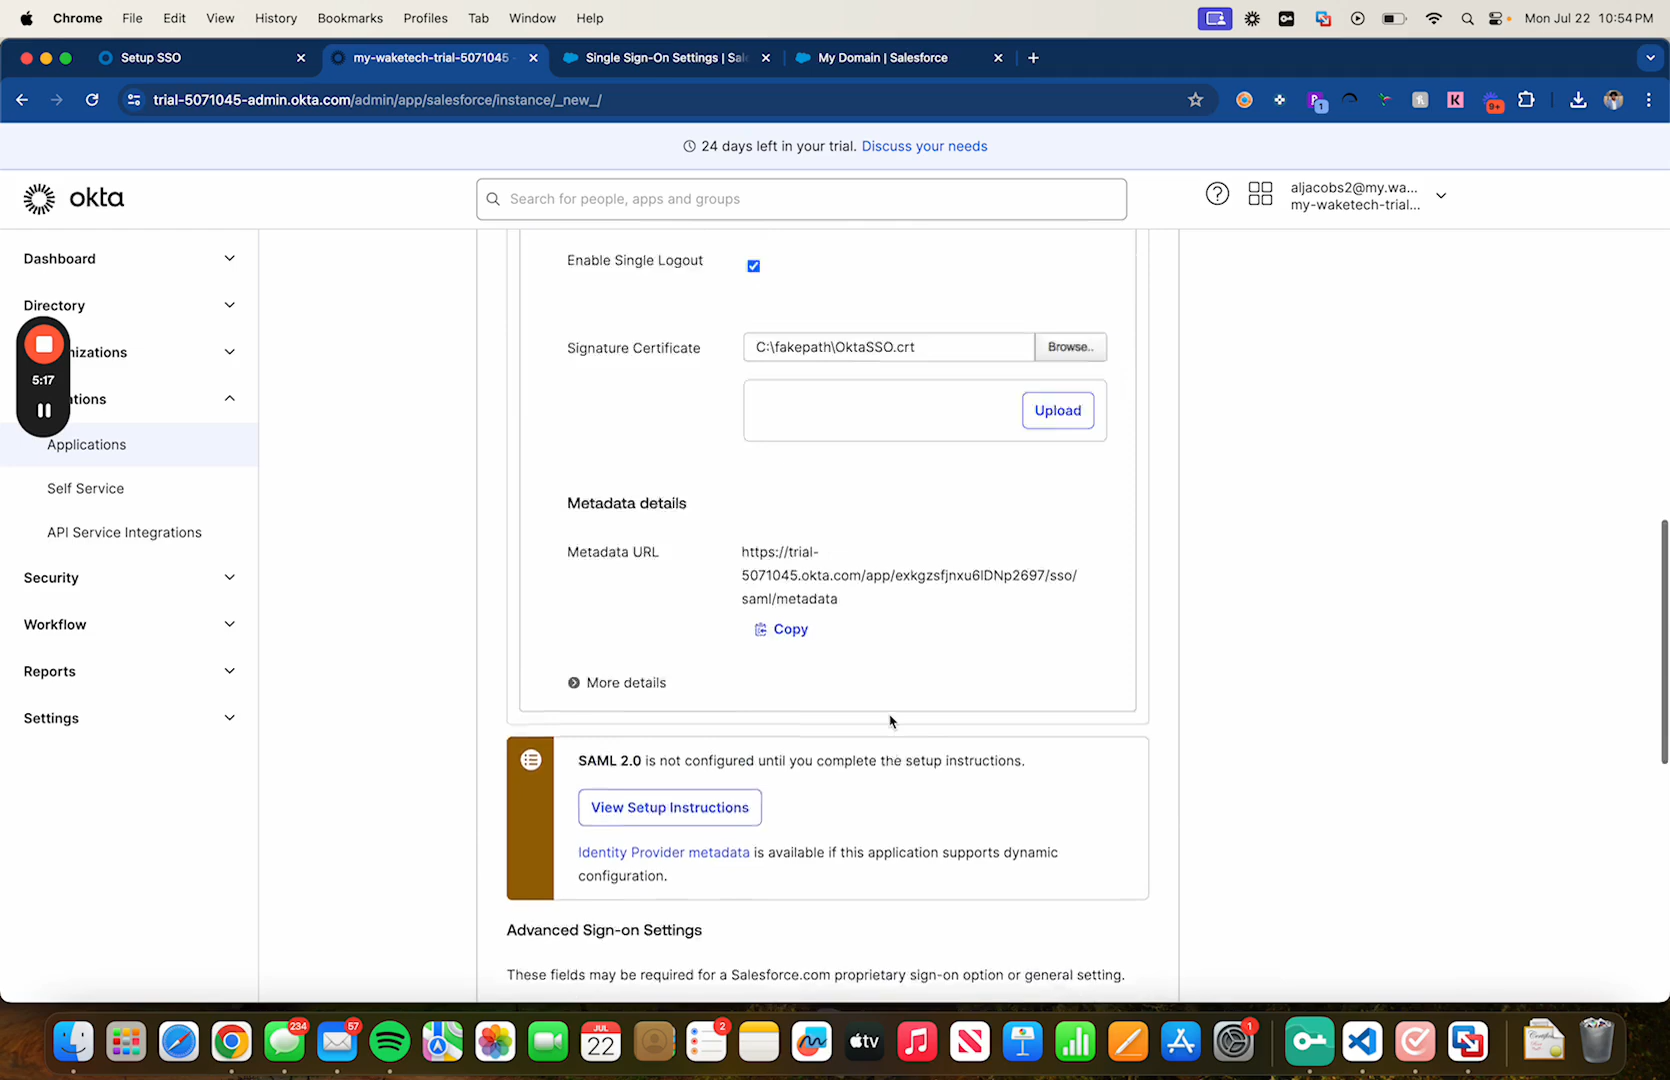 Chrome File Edit View History Bookmarks Profiles Tab Window Help Mon Jul 22 10:54 PM
Setup SSO my-waketech-trial-5071045 Single Sign-On Settings | Sal My Domain | Salesforce
trial-5071045-admin.okta.com/admin/app/salesforce/instance/_new_/
P 1 K 9+
24 days left in your trial. Discuss your needs
okta
Search for people, apps and groups
aljacobs2@my.wa...
my-waketech-trial...
Dashboard
Directory
nizations
5:17
ations
Applications
Self Service
API Service Integrations
Security
Workflow
Reports
Settings
Enable Single Logout
Signature Certificate C:\fakepath\OktaSSO.crt Browse..
Upload
Metadata details
Metadata URL https://trial-
5071045.okta.com/app/exkgzsfjnxu6lDNp2697/sso/
saml/metadata
Copy
More details
SAML 2.0 is not configured until you complete the setup instructions.
View Setup Instructions
Identity Provider metadata is available if this application supports dynamic
configuration.
Advanced Sign-on Settings
These fields may be required for a Salesforce.com proprietary sign-on option or general setting.
234 57 JUL 22 2 tv 1